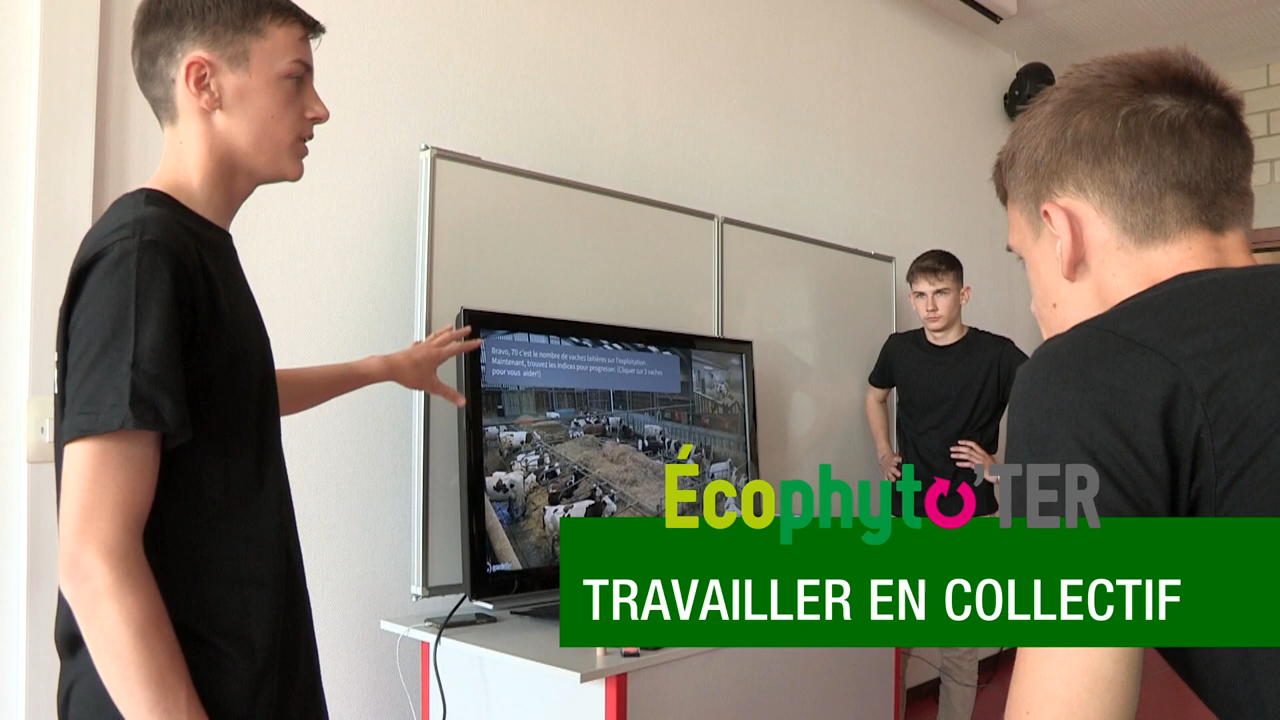 Bravo, 70 c'est le nombre de vaches laitières sur l'exploitation
Maintenant, trouvez les indices pour progresser. (Cliquer sur 3 vaches
pour vous aider!)
Écophyto'TER
TRAVAILLER EN COLLECTIF